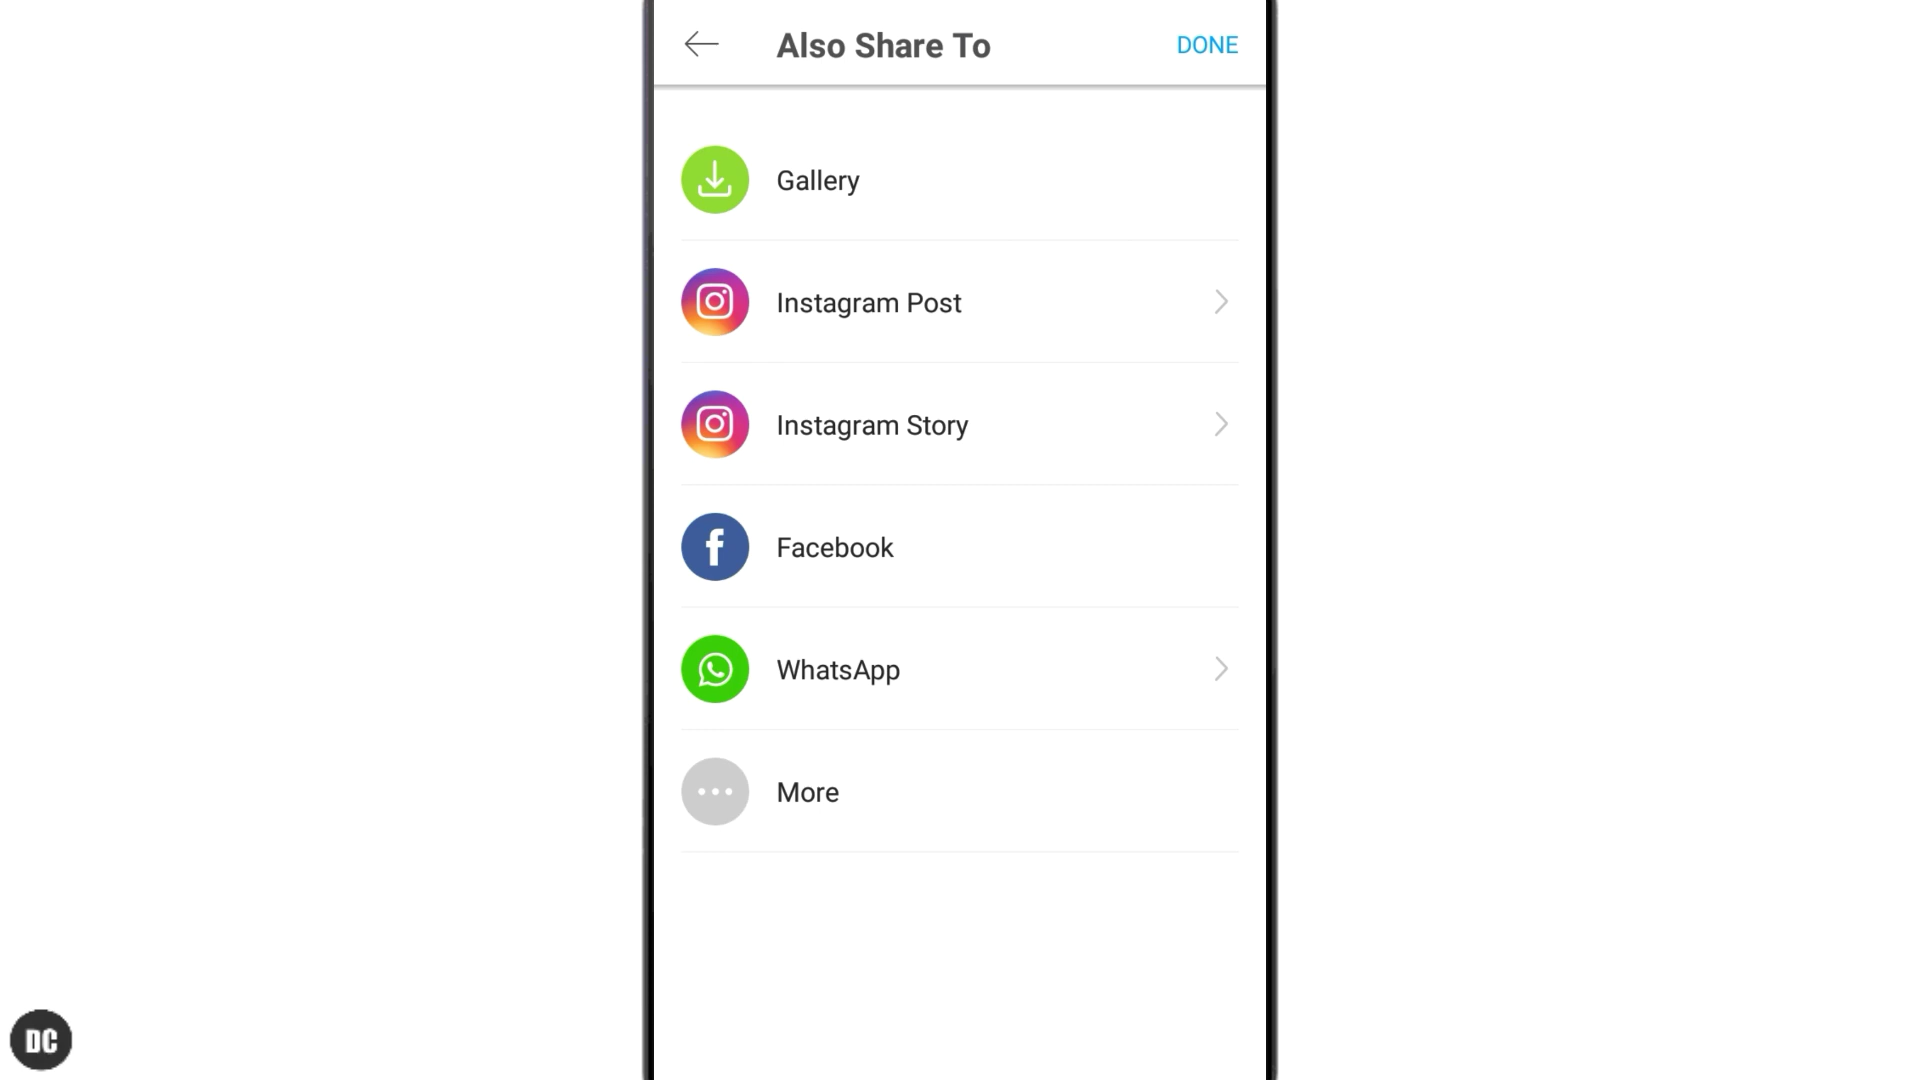 Also Share To
DONE
Gallery
Instagram Post
Instagram Story
Facebook
WhatsApp
More
DC